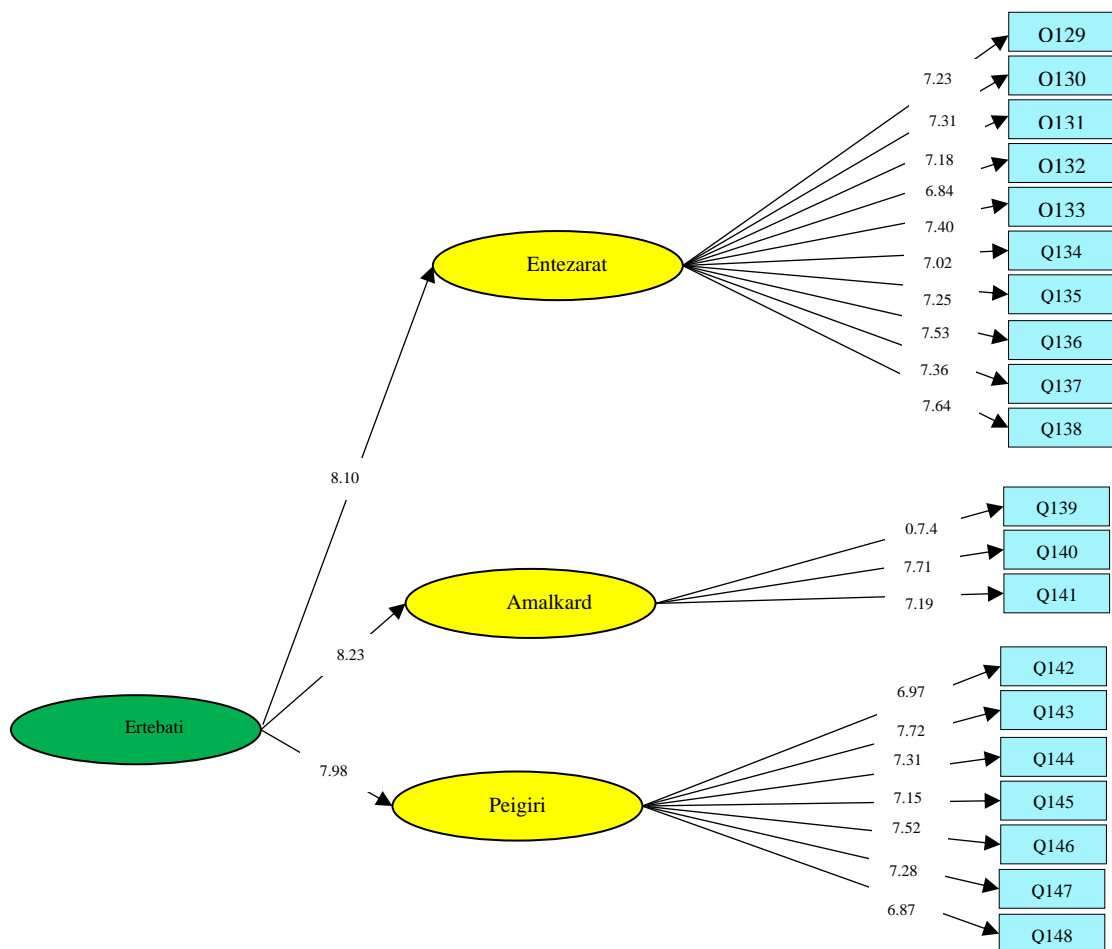 O129
7.23
O130
7.31
O131
7.18
O132
6.84
O133
7.40
Entezarat
Q134
7.02
Q135
7.25
Q136
7.53
Q137
7.36
Q138
7.64
8.10
Q139
0.7.4
Q140
7.71
Amalkard
Q141
7.19
8.23
Q142
6.97
Q143
7.72
Ertebati
Q144
7.31
7.98
Q145
7.15
Peigiri
Q146
7.52
Q147
7.28
Q148
6.87